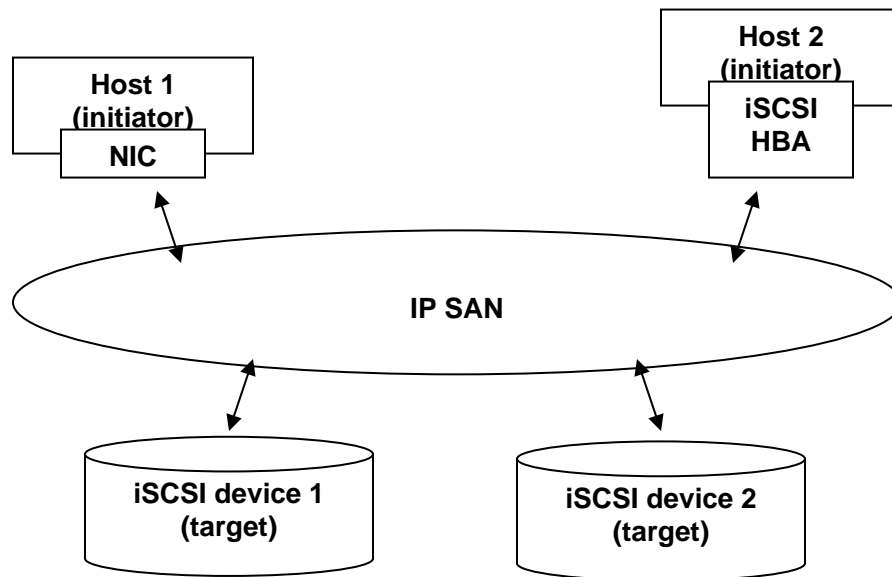 Host 1
(initiator)
NIC
Host 2
(initiator)
iSCSI
HBA
IP SAN
iSCSI device 1
(target)
iSCSI device 2
(target)